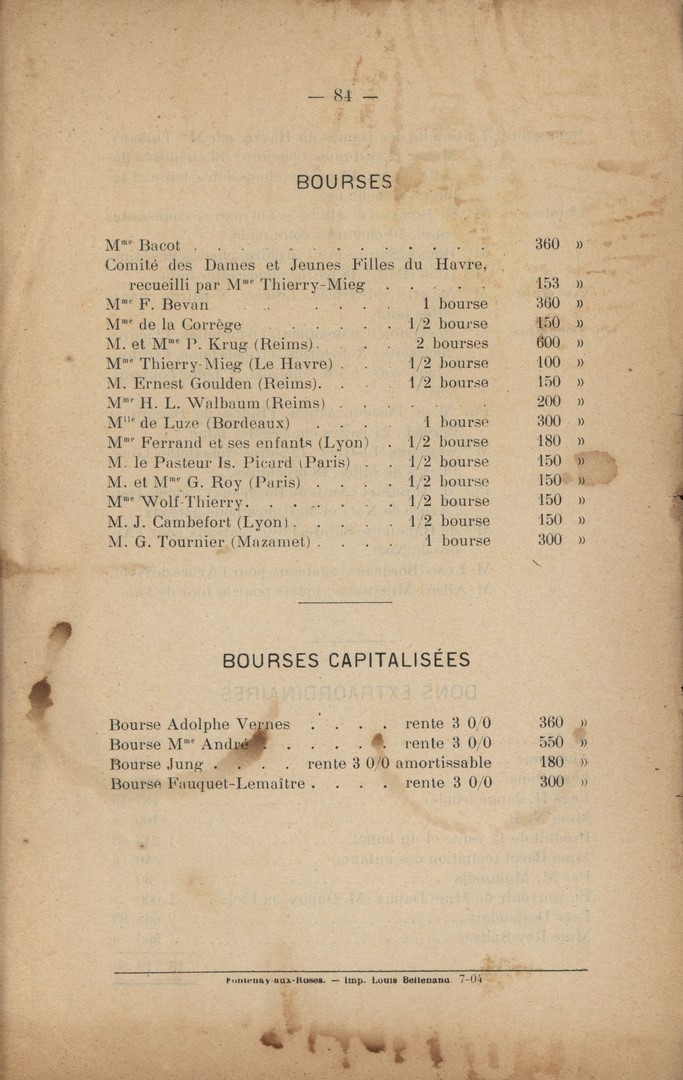 — 84 —
BOURSES
Mme Bacot . . . . . . . . . . . . . 360 »
Comité des Dames et Jeunes Filles du Havre,
recueilli par Mme Thierry-Mieg . . . . . 153 »
Mme F. Bevan . . . . . . 1 bourse 360 »
Mme de la Corrège . . . . . . 1/2 bourse 150 »
M. et Mme P. Krug (Reims) . . . . 2 bourses 600 »
Mme Thierry-Mieg (Le Havre) . . . 1/2 bourse 100 »
M. Ernest Goulden (Reims). . . . 1/2 bourse 150 »
Mme H. L. Walbaum (Reims) . . . . . . 200 »
Mlle de Luze (Bordeaux) . . . . 1 bourse 300 »
Mme Ferrand et ses enfants (Lyon) . 1/2 bourse 180 »
M. le Pasteur Is. Picard (Paris) . . 1/2 bourse 150 »
M. et Mme G. Roy (Paris) . . . . 1/2 bourse 150 »
Mme Wolf-Thierry. . . . . . . 1/2 bourse 150 »
M. J. Cambefort (Lyon) . . . . . 1/2 bourse 150 »
M. G. Tournier (Mazamet) . . . . 1 bourse 300 »
BOURSES CAPITALISÉES
Bourse Adolphe Vernes . . . . rente 3 0/0 360 »
Bourse Mme André . . . . . . rente 3 0/0 550 »
Bourse Jung . . . . rente 3 0/0 amortissable 180 »
Bourse Fauquet-Lemaître . . . . rente 3 0/0 300 »
Fontenay-aux-Roses. — Imp. Louis Bellenand. 7-04